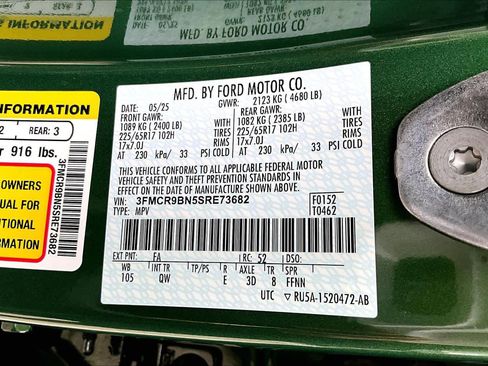 S INFORMATION
MFD. BY FORD MOTOR CO.
DATE: 05/25
GVWR: 2123 KG ( 4680 LB)
FRONT GAWR:
REAR GAWR:
1089 KG ( 2400 LB)
WITH
1082 KG ( 2385 LB)
WITH
225/65R17 102H
TIRES
225/65R17 102H
TIRES
17x7.0J
RIMS
17x7.0J
RIMS
AT 230 kPa/ 33 PSI COLD
AT 230 kPa/ 33 PSI COLD
THIS VEHICLE CONFORMS TO ALL APPLICABLE FEDERAL MOTOR
VEHICLE SAFETY AND THEFT PREVENTION STANDARDS IN EFFECT
ON THE DATE OF MANUFACTURE SHOWN ABOVE.
VIN: 3FMCR9BN5SRE73682
TYPE: MPV
F0152
T0462
EXT PNT: FA
RC: 52
DSO:
WB
INT TR
TP/PS
R
AXLE
TR
SPR
105
QW
E
3D
8
FFNN
UTC
RU5A-1520472-AB
INFORMATION
2
REAR: 3
or 916 lbs.
3FMCR9BN5SRE73682
OWNERS
UAL FOR
ITIONAL
ORMATION